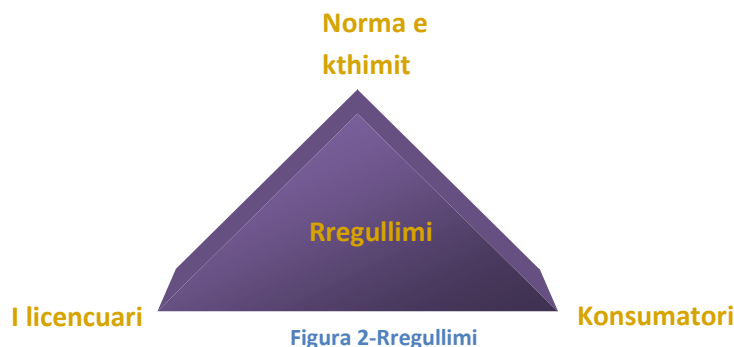 Norma e
kthimit
Rregullimi
I licencuari
Konsumatori
Figura 2-Rregullimi